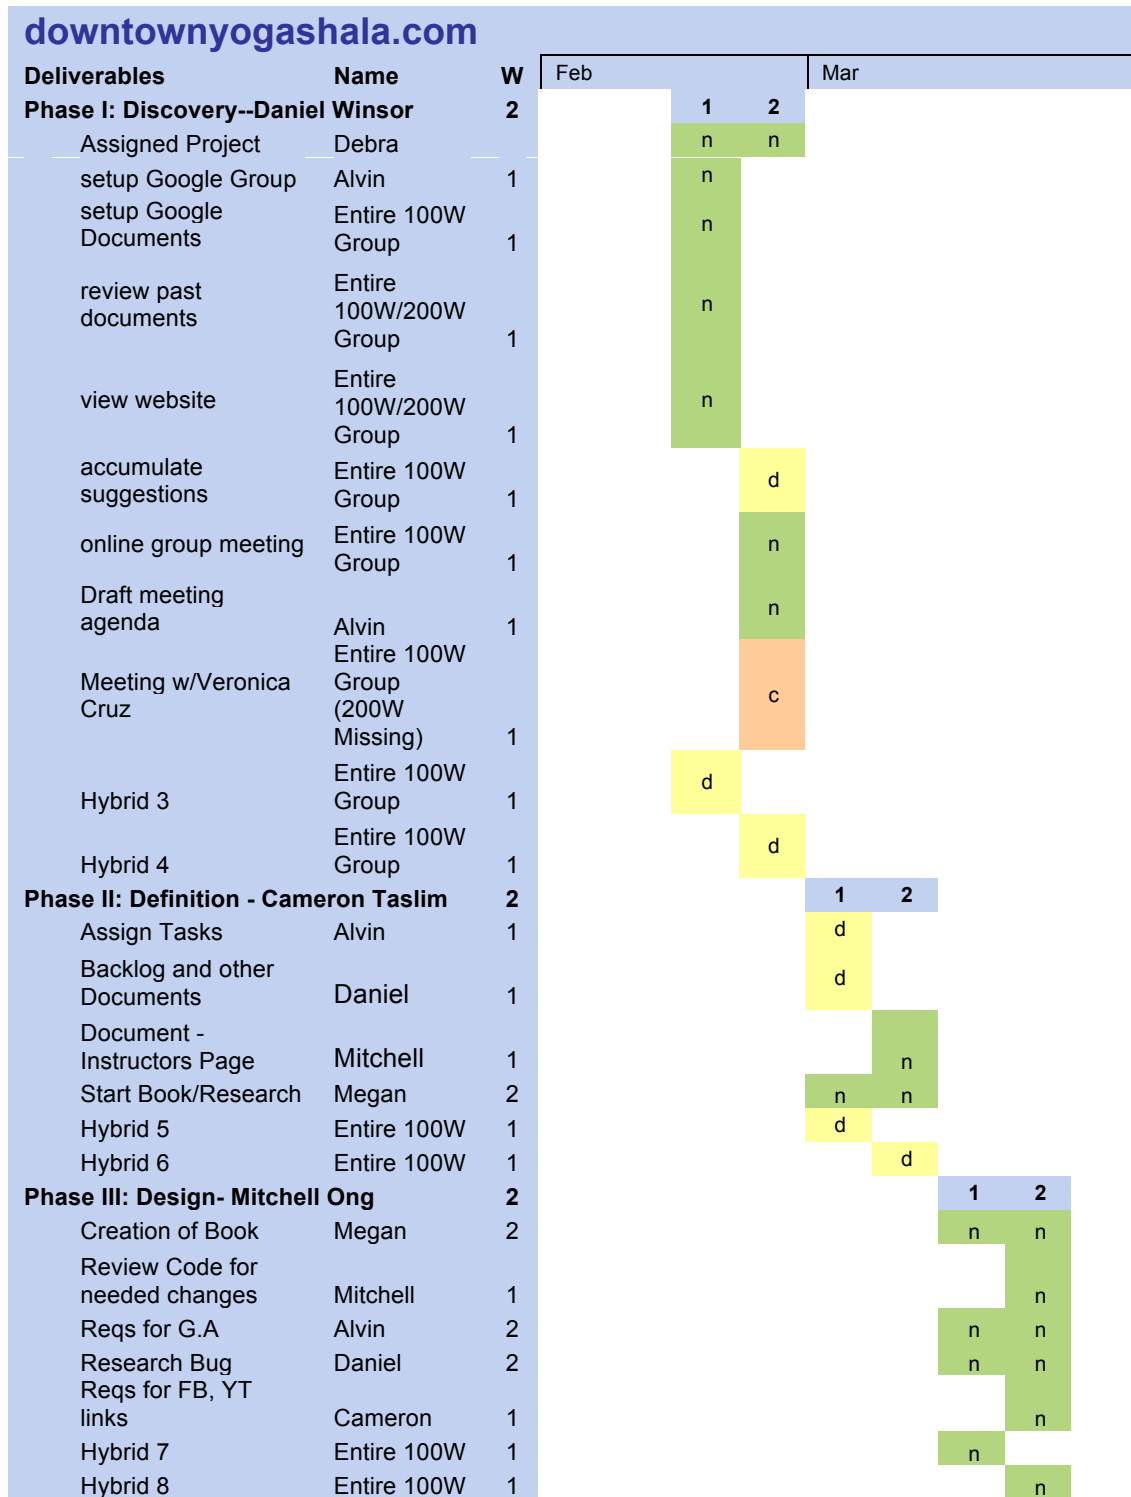 downtownyogashala.com
Deliverables Name W Feb Mar
Phase I: Discovery--Daniel Winsor 2 1 2
Assigned Project Debra n n
setup Google Group Alvin 1 n
setup Google
Documents
Entire 100W
Group 1 n
review past
documents
Entire
100W/200W
Group 1 n
view website
Entire
100W/200W
Group 1 n
accumulate
suggestions
Entire 100W
Group 1 d
online group meeting
Entire 100W
Group 1 n
Draft meeting
agenda
Alvin 1 n
Meeting w/Veronica
Cruz
Entire 100W
Group
(200W
Missing) 1 c
Hybrid 3
Entire 100W
Group 1 d
Hybrid 4
Entire 100W
Group 1 d
Phase II: Definition - Cameron Taslim 2 1 2
Assign Tasks Alvin 1 d
Backlog and other
Documents
Daniel 1 d
Document -
Instructors Page
Mitchell 1 n
Start Book/Research Megan 2 n n
Hybrid 5 Entire 100W 1 d
Hybrid 6 Entire 100W 1 d
Phase III: Design- Mitchell Ong 2 1 2
Creation of Book Megan 2 n n
Review Code for
needed changes
Mitchell 1 n
Reqs for G.A Alvin 2 n n
Research Bug Daniel 2 n n
Reqs for FB, YT
links
Cameron 1 n
Hybrid 7 Entire 100W 1 n
Hybrid 8 Entire 100W 1 n